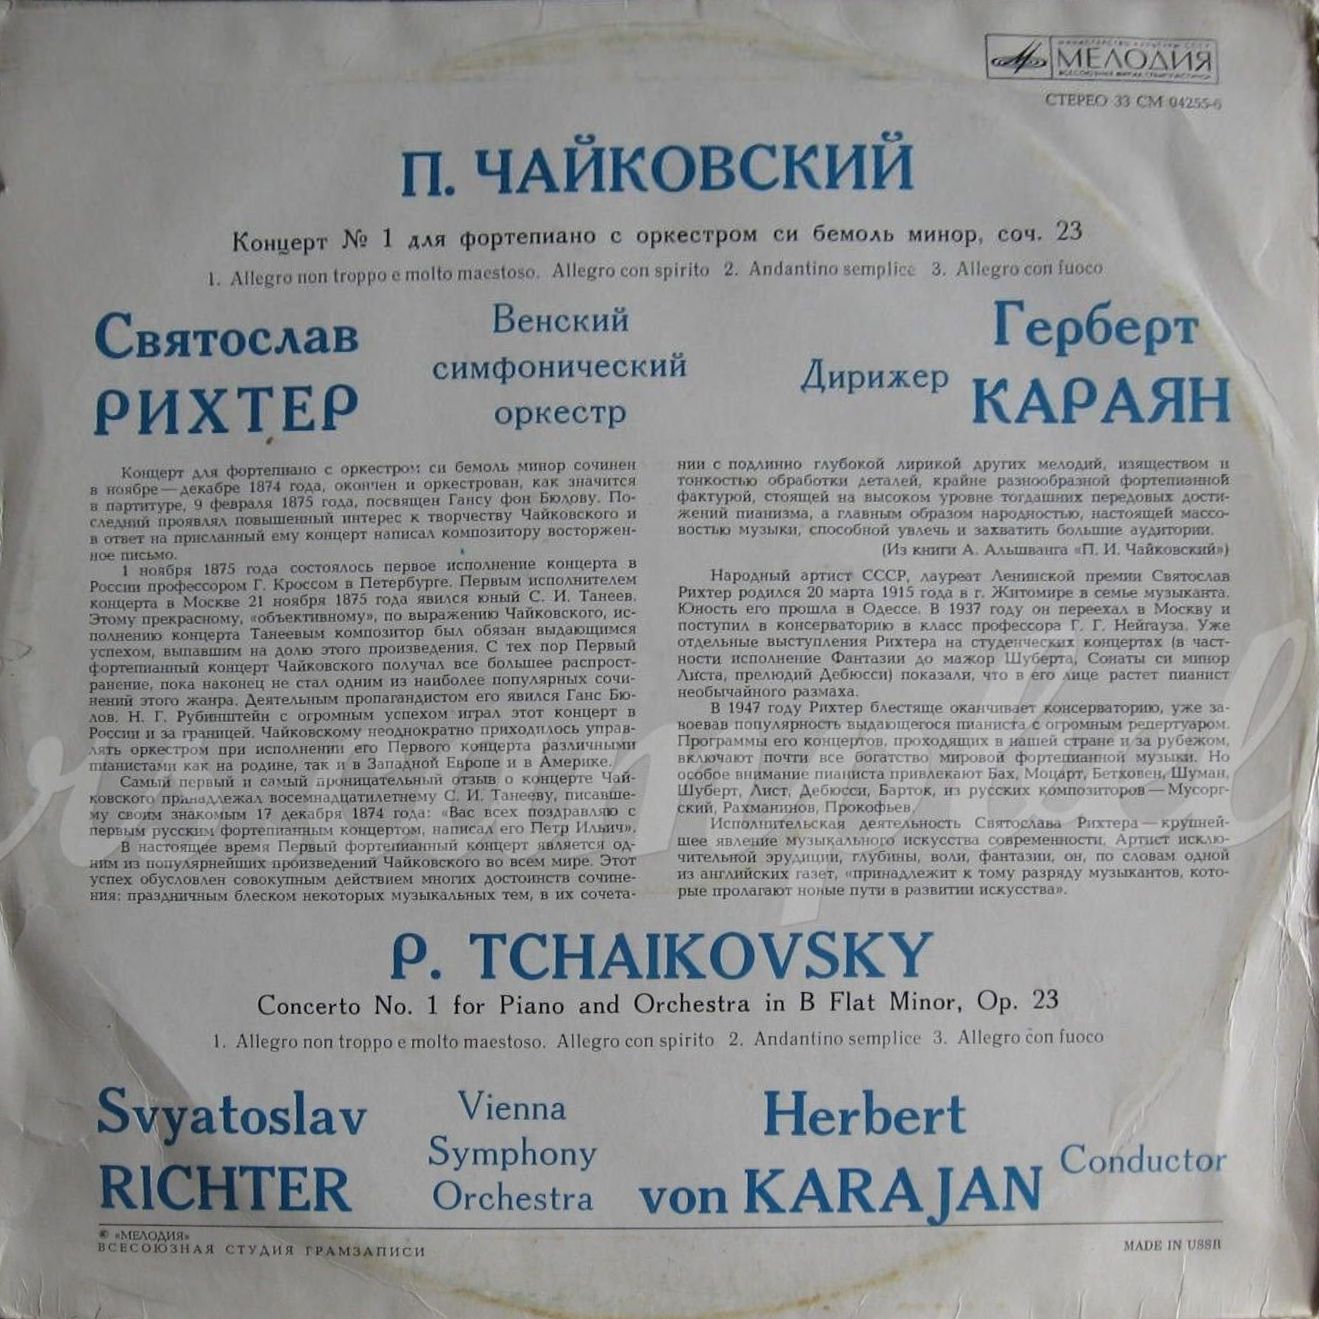 МЕЛОДИЯ
СТЕРЕО 33 СМ 04255-6
П. ЧАЙКОВСКИЙ
Концерт № 1 для фортепиано с оркестром си бемоль минор, соч. 23
1. Allegro non troppo e molto maestoso. Allegro con spirito 2. Andantino semplice 3. Allegro con fuoco
Святослав
РИХТЕР
Венский
симфонический
оркестр
Дирижер
Герберт
КАРАЯН
Концерт для фортепиано с оркестром си бемоль минор сочинен
в ноябре — декабре 1874 года, окончен и оркестрован, как значится
в партитуре, 9 февраля 1875 года, посвящен Гансу фон Бюлову. По-
следний проявлял повышенный интерес к творчеству Чайковского и
в ответ на присланный ему концерт написал композитору восторжен-
ное письмо.
1 ноября 1875 года состоялось первое исполнение концерта в
России профессором Г. Кроссом в Петербурге. Первым исполнителем
концерта в Москве 21 ноября 1875 года явился юный С. И. Танеев.
Этому прекрасному, «объективному», по выражению Чайковского, ис-
полнению концерта Танеевым композитор был обязан выдающимся
успехом, выпавшим на долю этого произведения. С тех пор Первый
фортепианный концерт Чайковского получал все большее распрост-
ранение, пока наконец не стал одним из наиболее популярных сочи-
нений этого жанра. Деятельным пропагандистом его явился Ганс Бю-
лов. Н. Г. Рубинштейн с огромным успехом играл этот концерт в
России и за границей. Чайковскому неоднократно приходилось управ-
лять оркестром при исполнении его Первого концерта различными
пианистами как на родине, так и в Западной Европе и в Америке.
Самый первый и самый проницательный отзыв о концерте Чай-
ковского принадлежал восемнадцатилетнему С. И. Танееву, писавше-
му своим знакомым 17 декабря 1874 года: «Вас всех поздравляю с
первым русским фортепианным концертом, написал его Петр Ильич».
В настоящее время Первый фортепианный концерт является од-
ним из популярнейших произведений Чайковского во всем мире. Этот
успех обусловлен совокупным действием многих достоинств сочине-
ния: праздничным блеском некоторых музыкальных тем, в их сочета-
нии с подлинно глубокой лирикой других мелодий, изяществом и
тонкостью обработки деталей, крайне разнообразной фортепианной
фактурой, стоящей на высоком уровне тогдашних передовых дости-
жений пианизма, а главным образом народностью, настоящей массо-
востью музыки, способной увлечь и захватить большие аудитории.
(Из книги А. Альшванга «П. И. Чайковский»)
Народный артист СССР, лауреат Ленинской премии Святослав
Рихтер родился 20 марта 1915 года в г. Житомире в семье музыканта.
Юность его прошла в Одессе. В 1937 году он переехал в Москву и
поступил в консерваторию в класс профессора Г. Г. Нейгауза. Уже
отдельные выступления Рихтера на студенческих концертах (в част-
ности исполнение Фантазии до мажор Шуберта, Сонаты си минор
Листа, прелюдий Дебюсси) показали, что в его лице растет пианист
необычайного размаха.
В 1947 году Рихтер блестяще оканчивает консерваторию, уже за-
воевав популярность выдающегося пианиста с огромным репертуаром.
Программы его концертов, проходящих в нашей стране и за рубежом,
включают почти все богатство мировой фортепианной музыки. Но
особое внимание пианиста привлекают Бах, Моцарт, Бетховен, Шуман,
Шуберт, Лист, Дебюсси, Барток, из русских композиторов — Мусорг-
ский, Рахманинов, Прокофьев.
Исполнительская деятельность Святослава Рихтера — крупней-
шее явление музыкального искусства современности. Артист исклю-
чительной эрудиции, глубины, воли, фантазии, он, по словам одной
из английских газет, «принадлежит к тому разряду музыкантов, кото-
рые пролагают новые пути в развитии искусства».
P. TCHAIKOVSKY
Concerto No. 1 for Piano and Orchestra in B Flat Minor, Op. 23
1. Allegro non troppo e molto maestoso. Allegro con spirito 2. Andantino semplice 3. Allegro con fuoco
Svyatoslav
RICHTER
Vienna
Symphony
Orchestra
Herbert
von KARAJAN
Conductor
℗ «МЕЛОДИЯ»
ВСЕСОЮЗНАЯ СТУДИЯ ГРАМЗАПИСИ
MADE IN USSR